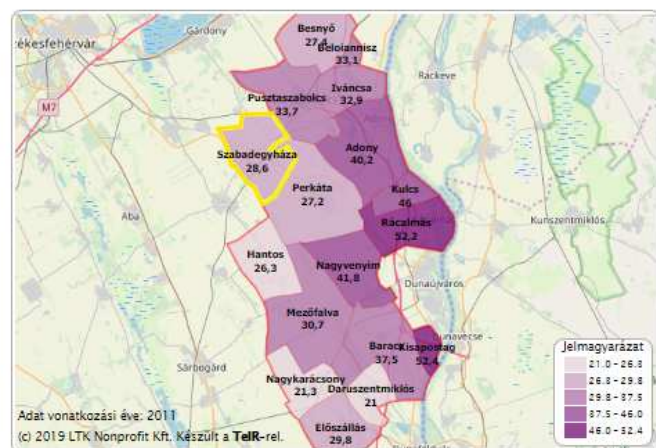 Besnyő
27,4
Gárdony
Beloiannisz
33,1
Ráckeve
Iváncsa
32,9
M7
Pusztaszabolcs
33,7
Adony
40,2
Szabadegyháza
28,6
Perkáta
27,2
Kulcs
46
Aba
Rácalmás
52,2
Kunszentmiklós
Hantos
26,3
Nagyvenyim
41,8
Dunaújváros
Mezőfalva
30,7
Baracs
37,5
Kisapostag
52,4
Sárbogárd
Nagykarácsony
21,3
Daruszentmiklós
21
Előszállás
29,8
Jelmagyarázat
21.0 - 26.8
26.8 - 29.8
29.8 - 37.5
37.5 - 46.0
46.0 - 52.4
Adat vonatkozási éve: 2011
(c) 2019 LTK Nonprofit Kft. Készült a TeIR-rel.